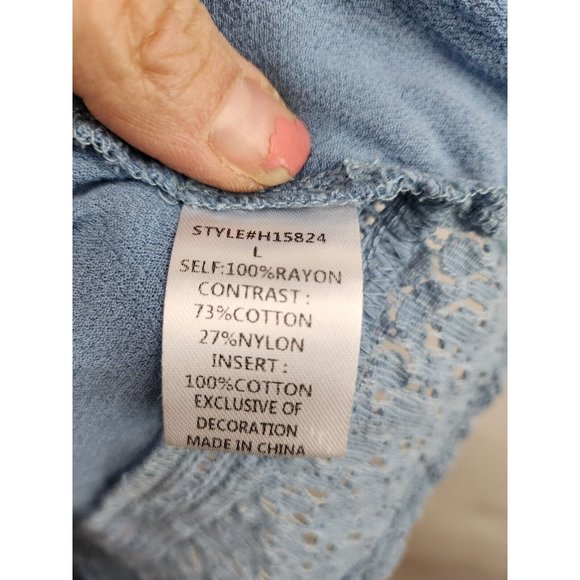 STYLE#H15824
L
SELF:100%RAYON
CONTRAST :
73%COTTON
27%NYLON
INSERT :
100%COTTON
EXCLUSIVE OF
DECORATION
MADE IN CHINA